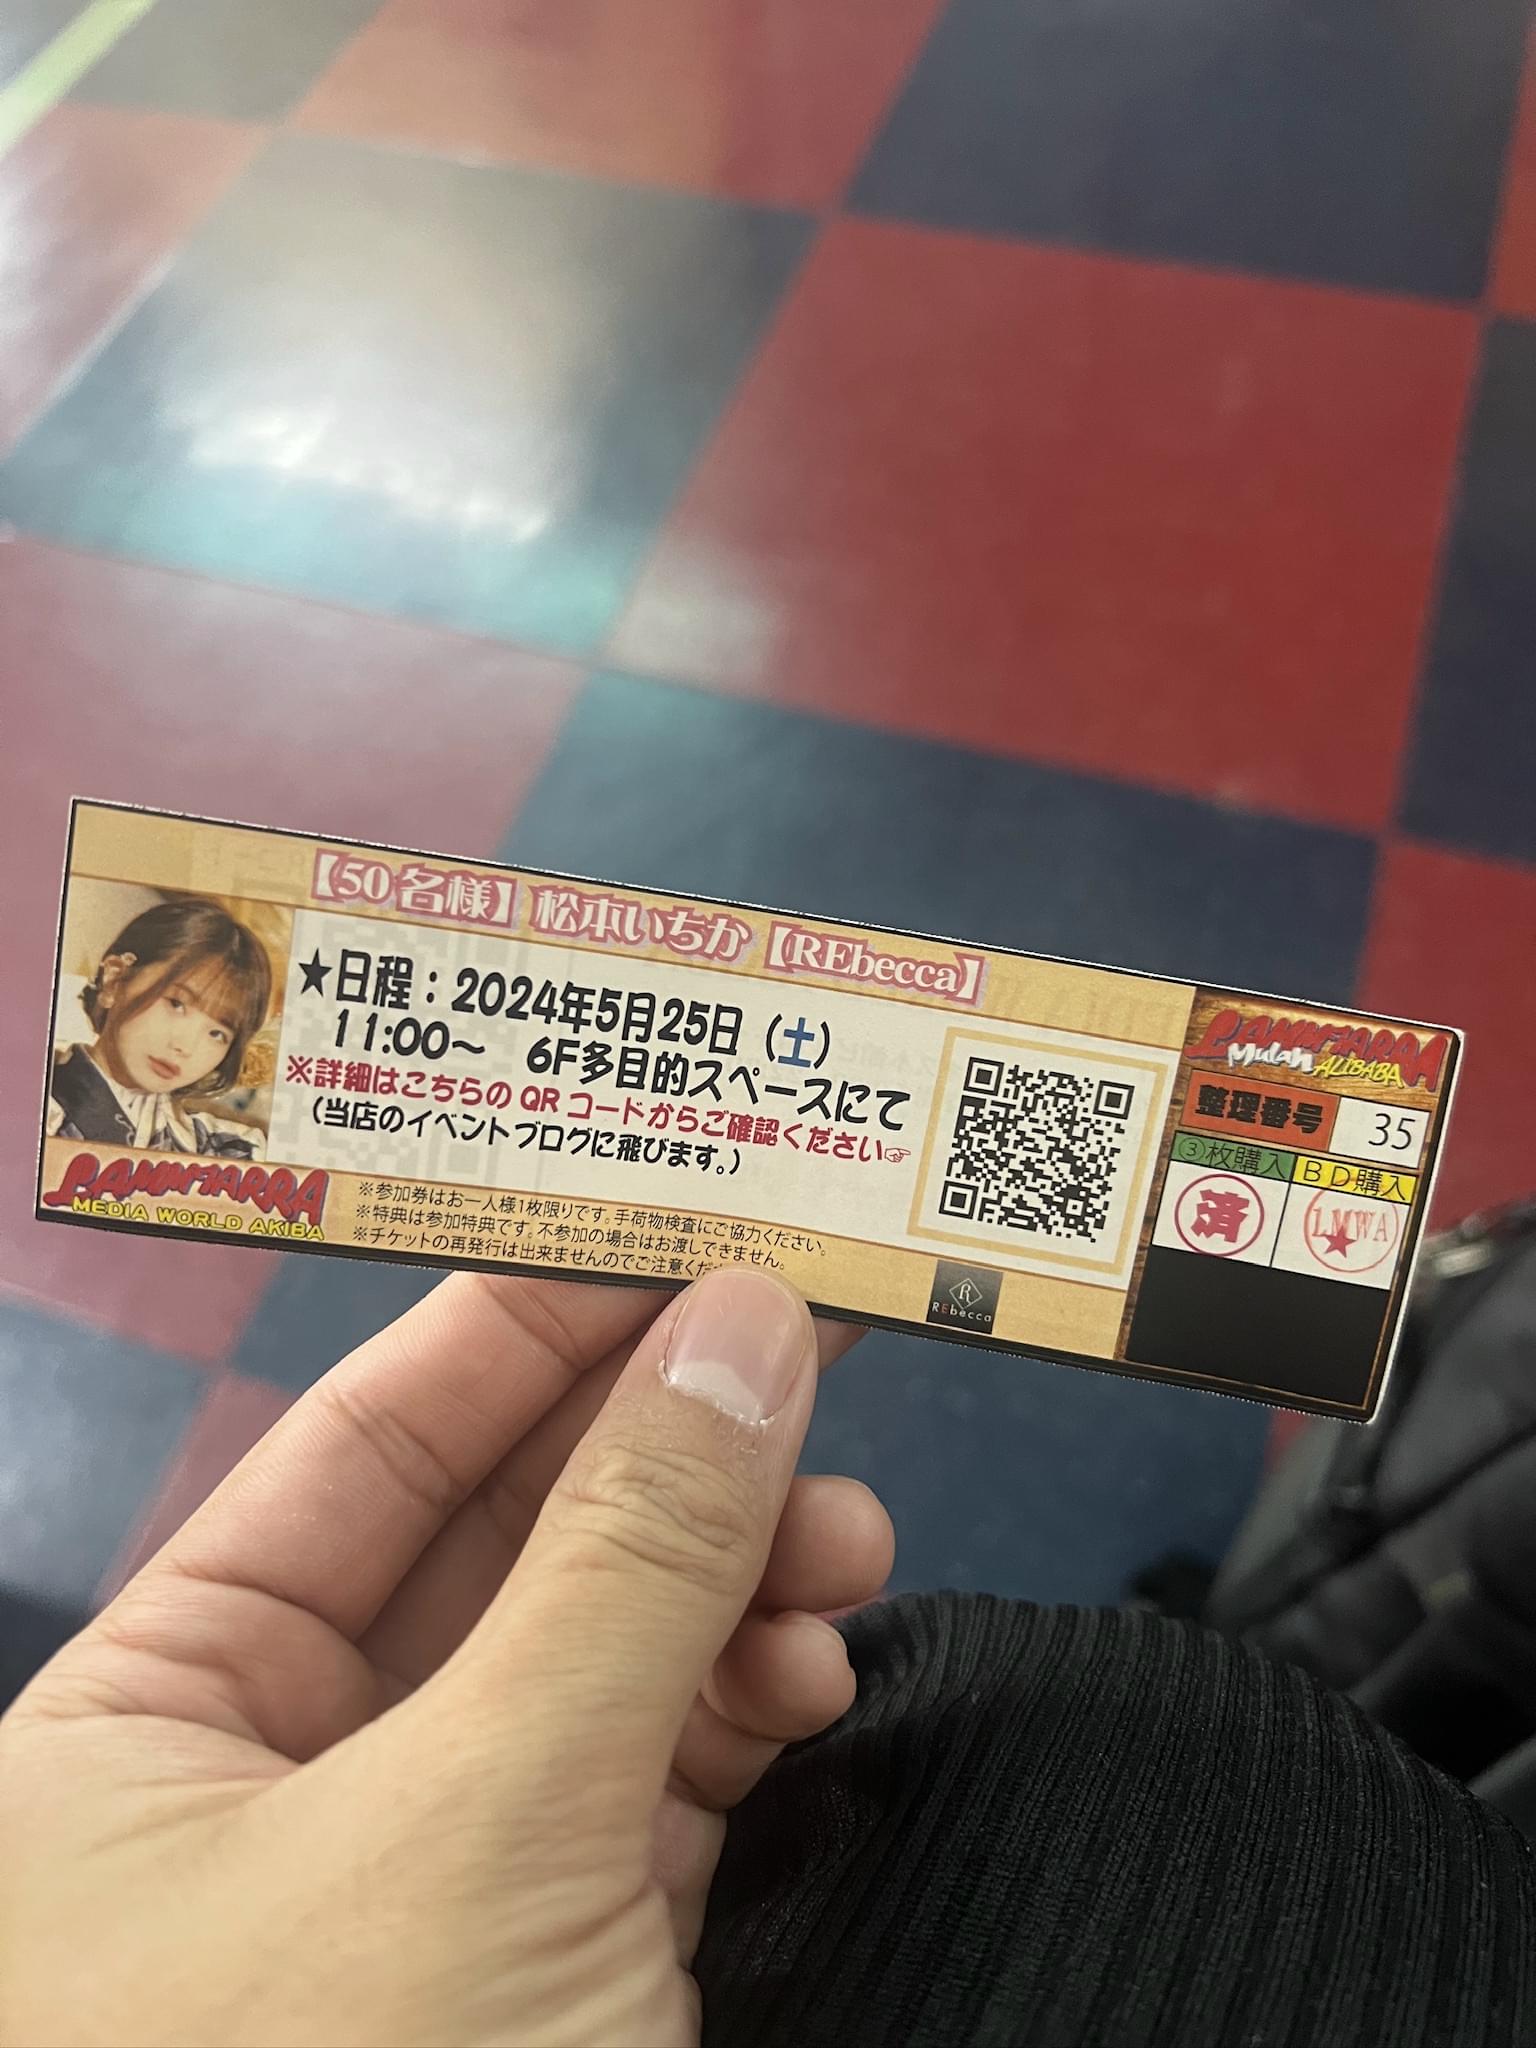 【50名様】松本いちか【REbecca】
★日程：2024年5月25日（土）
11:00～ 6F多目的スペースにて
※詳細はこちらのQRコードからご確認ください☞
（当店のイベントブログに飛びます。）
LAMMTARRA
MEDIA WORLD AKIBA
※参加券はお一人様1枚限りです。手荷物検査にご協力ください。
※特典は参加特典です。不参加の場合はお渡しできません。
※チケットの再発行は出来ませんのでご注意くだ
R
REbecca
LAMMTARRA
Mulan ALIBABA
整理番号 35
③枚購入 BD購入
済 LMWA